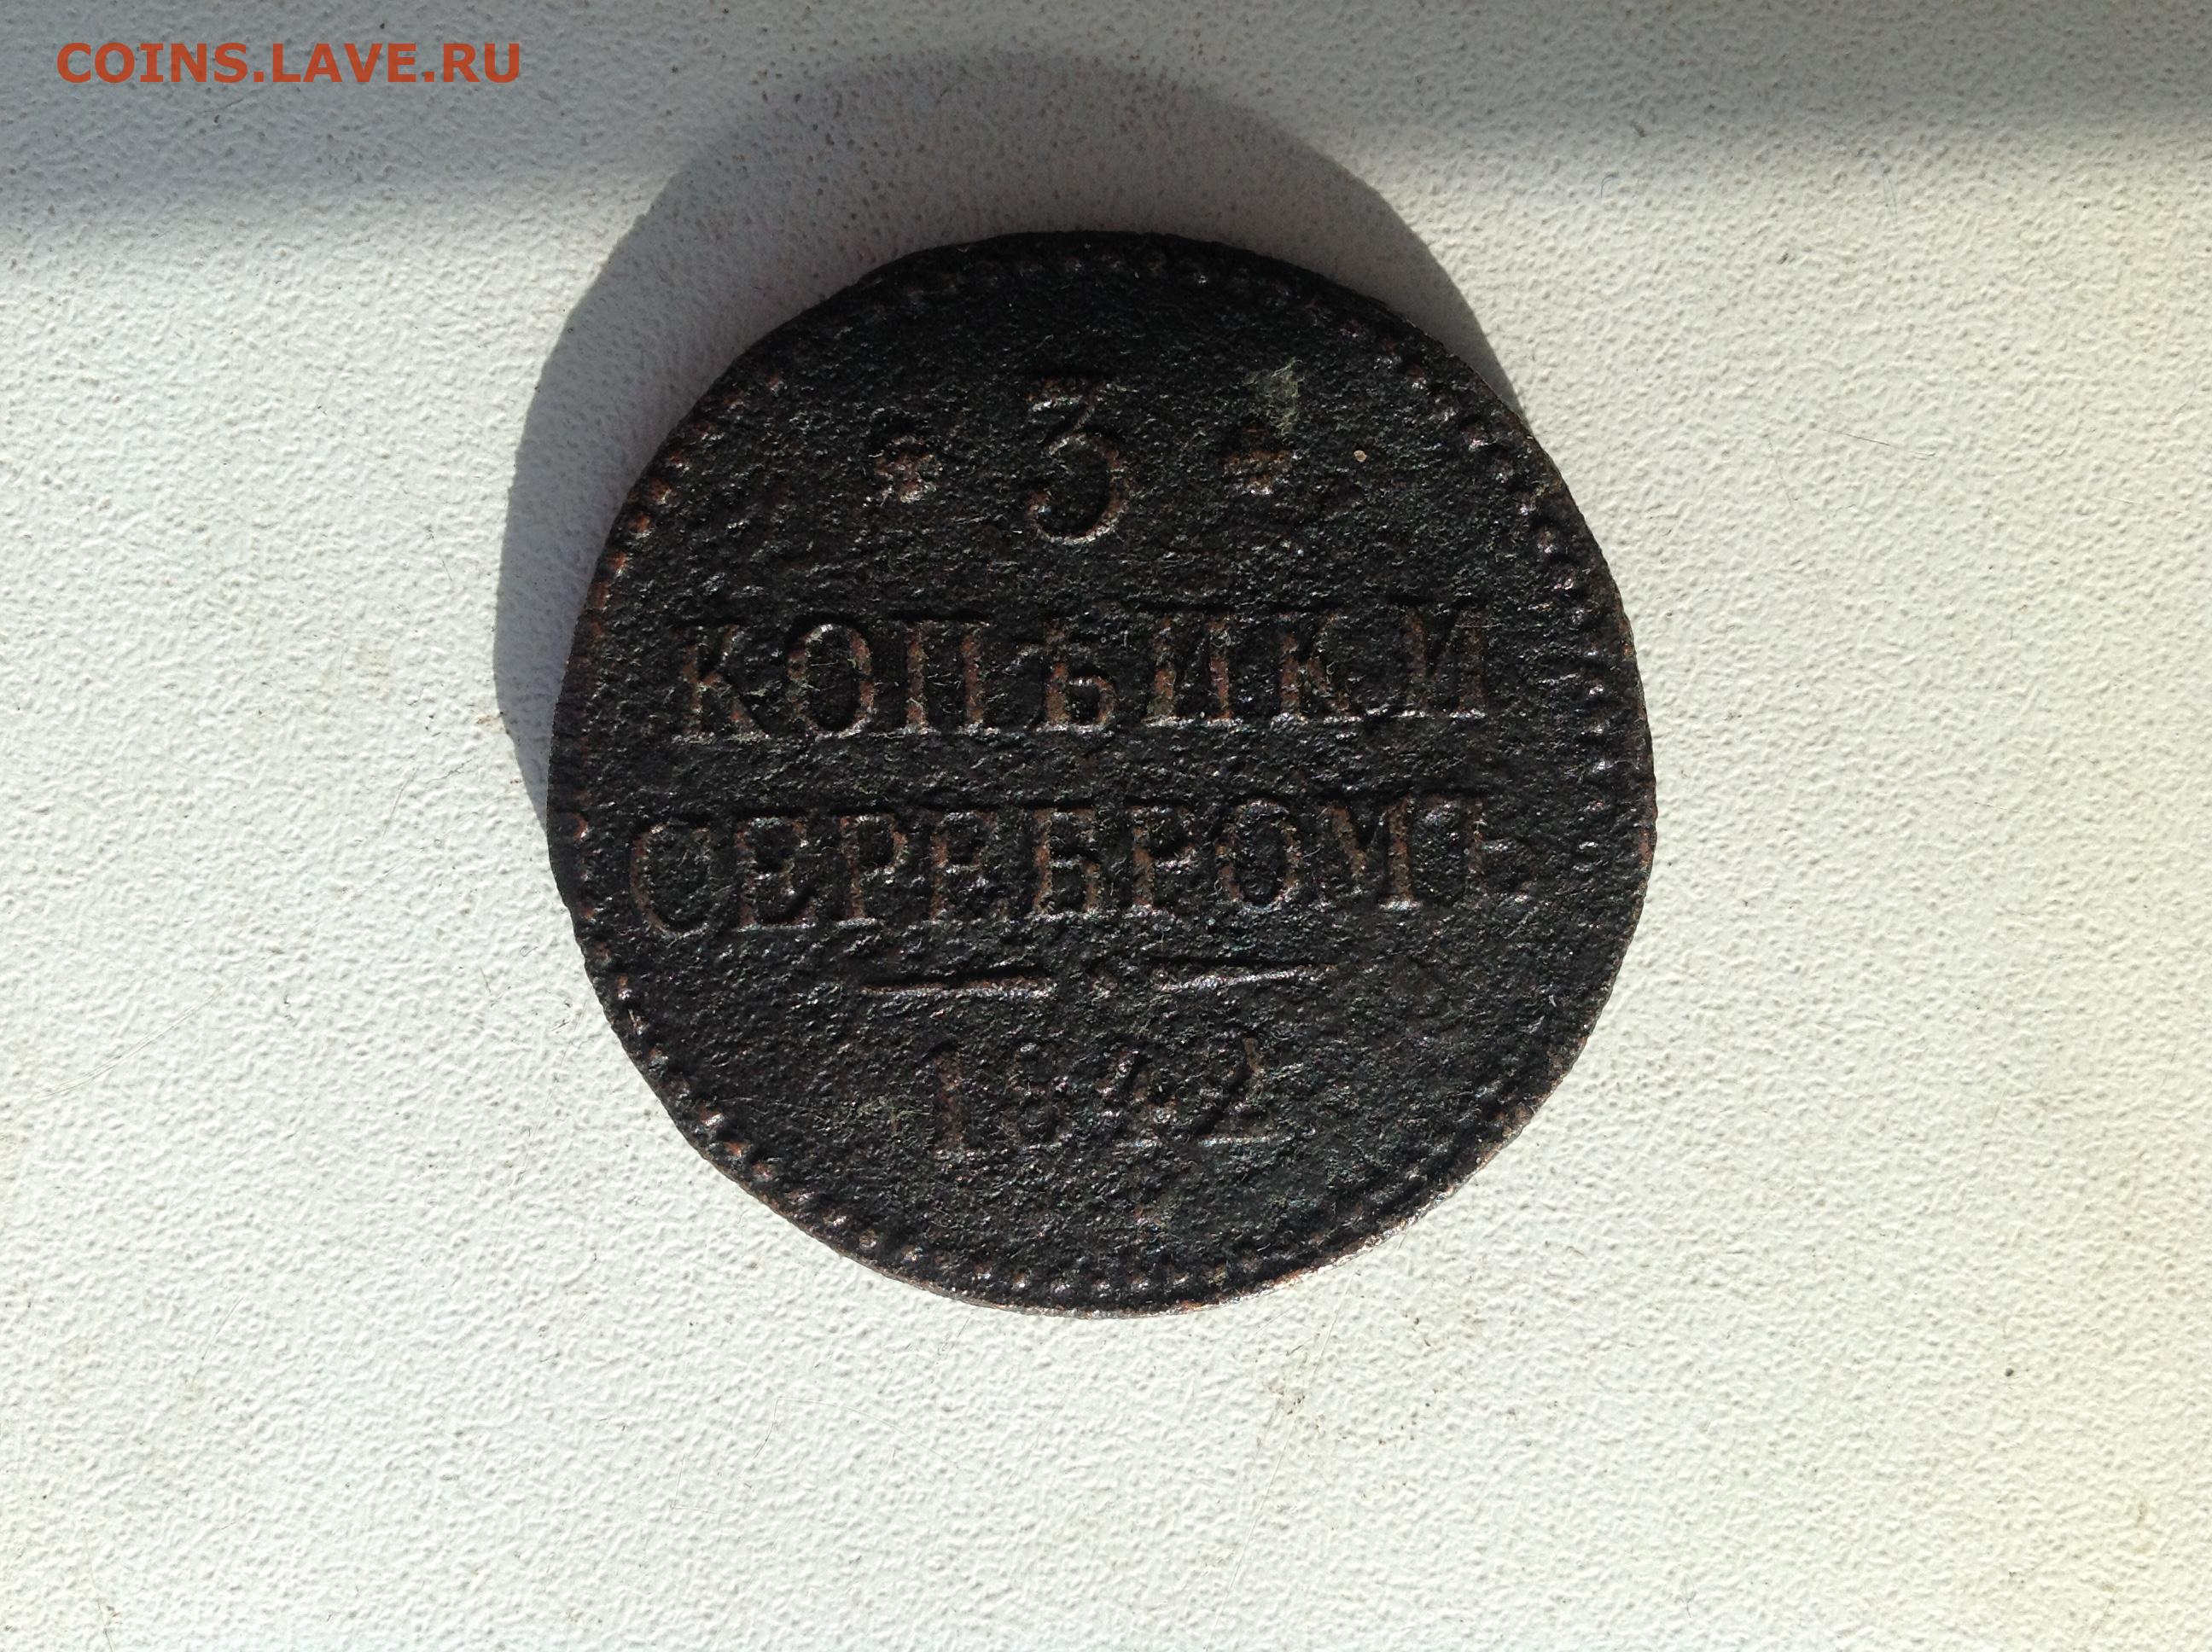 COINS.LAVE.RU
3
КОПѢЙКИ
СЕРЕБРОМЪ
1842